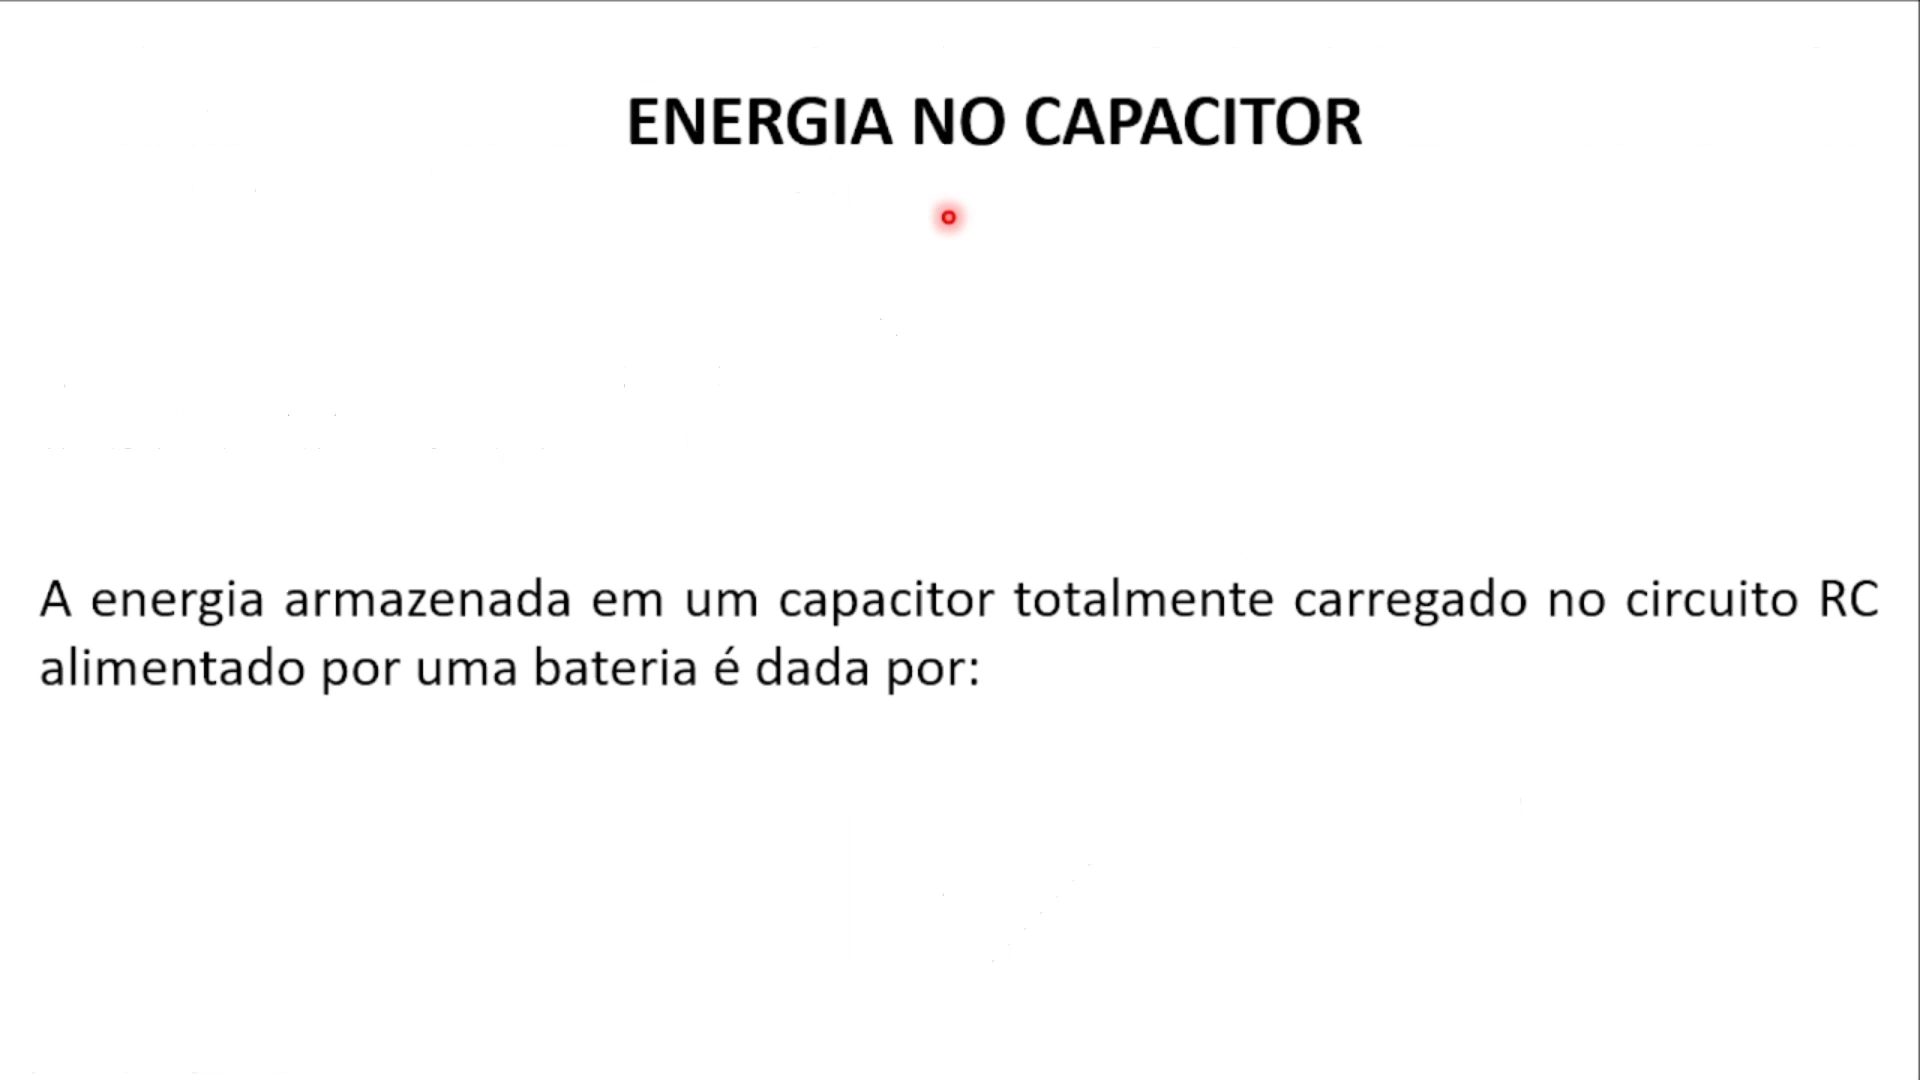 ENERGIA NO CAPACITOR
A energia armazenada em um capacitor totalmente carregado no circuito RC
alimentado por uma bateria é dada por: